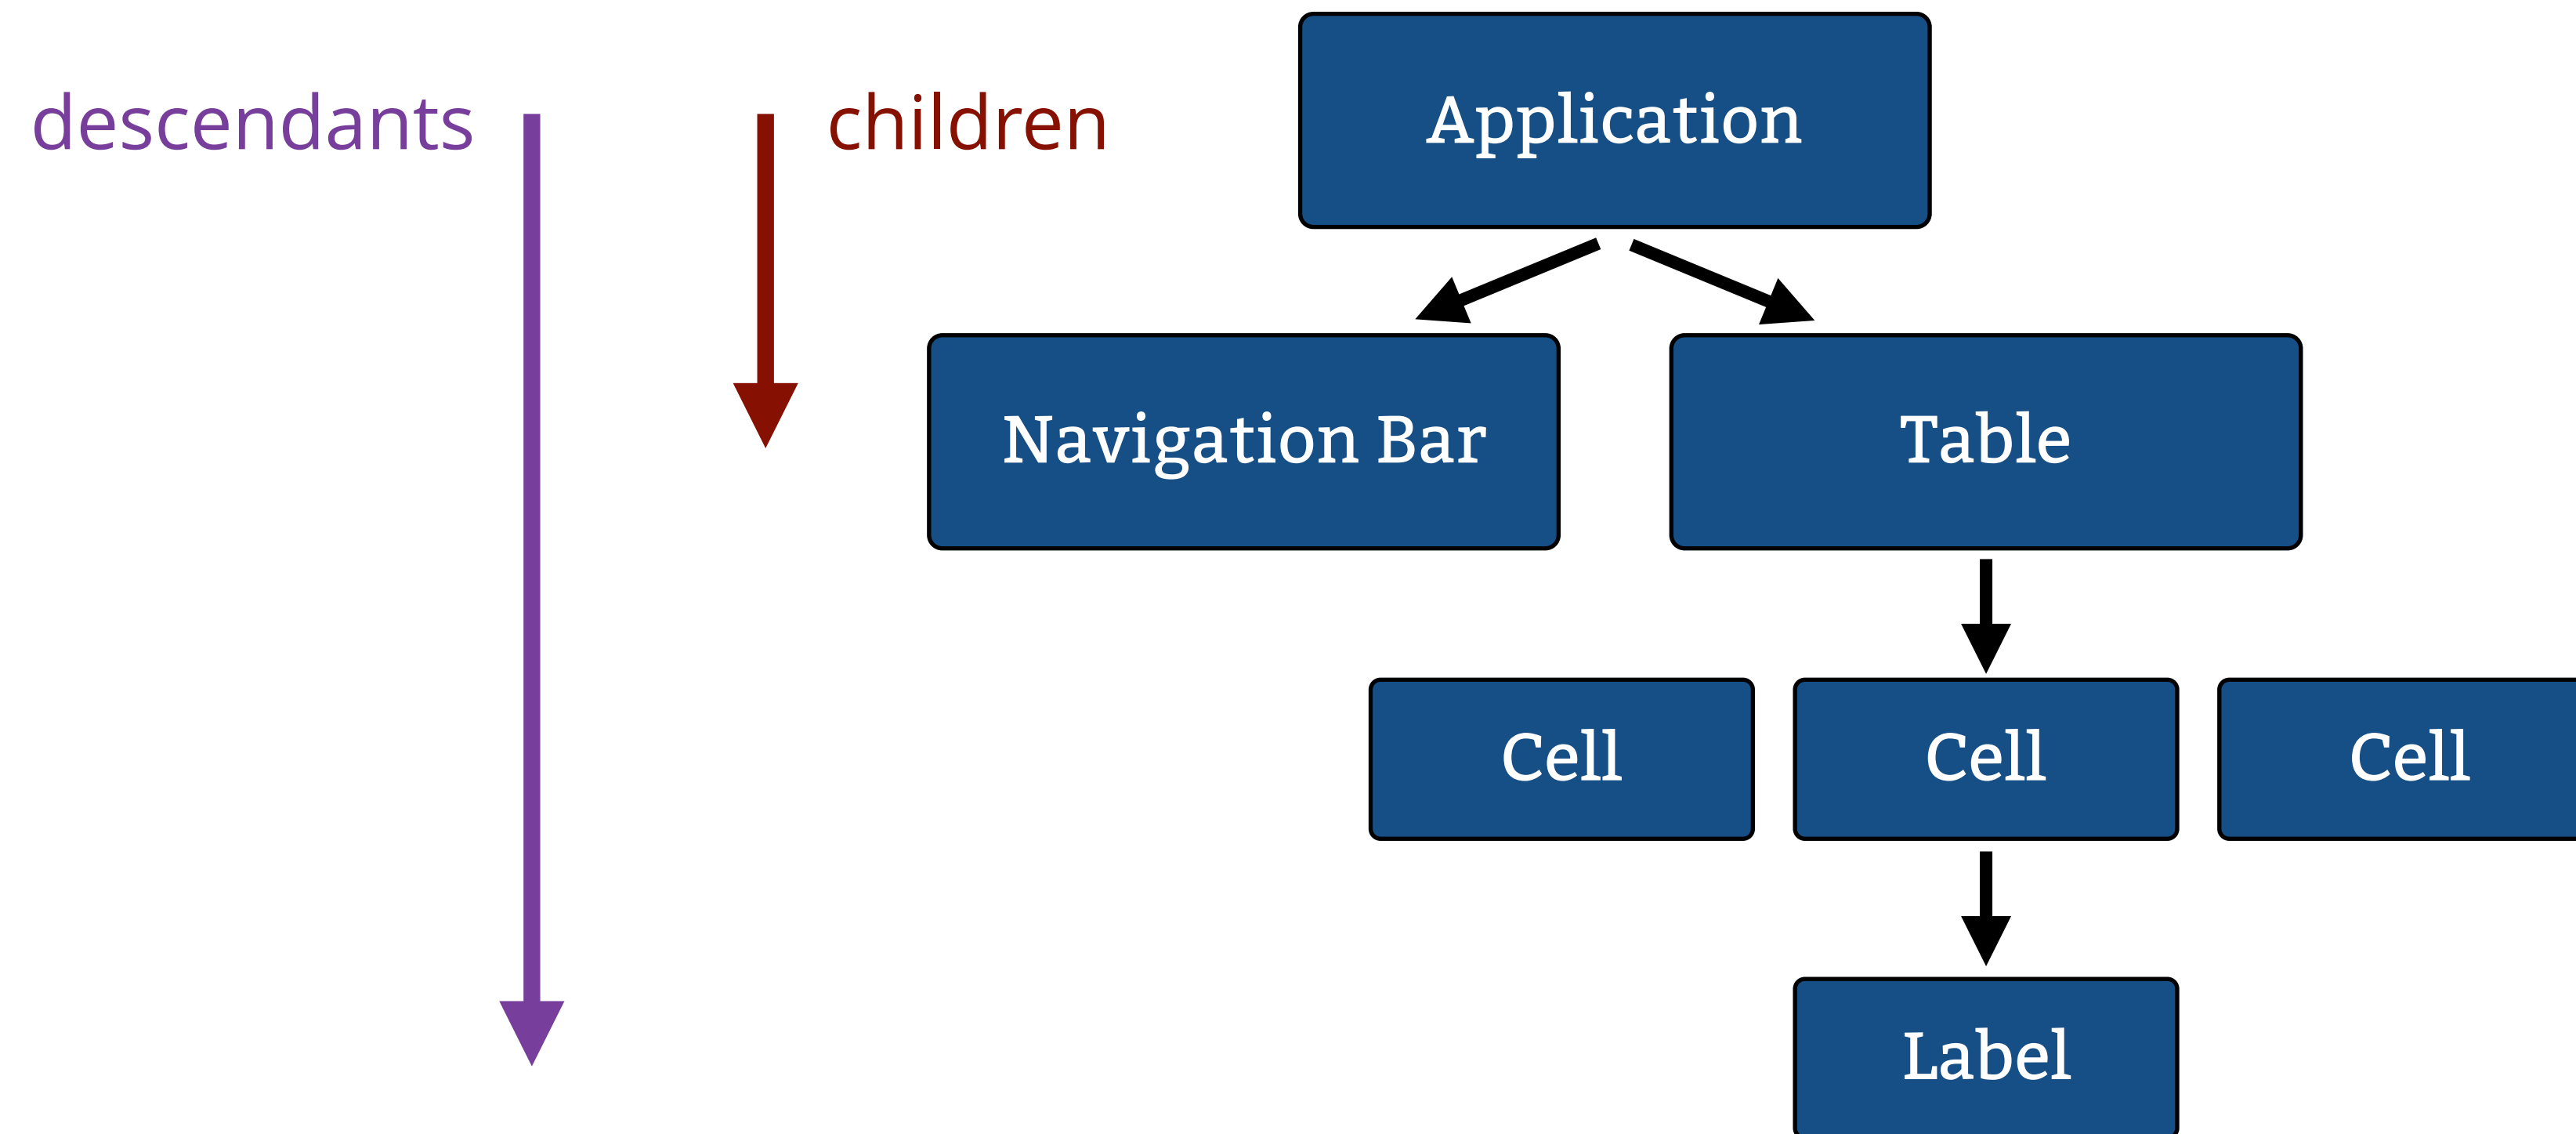 descendants
children
Application
Navigation Bar
Table
Cell
Cell
Cell
Label